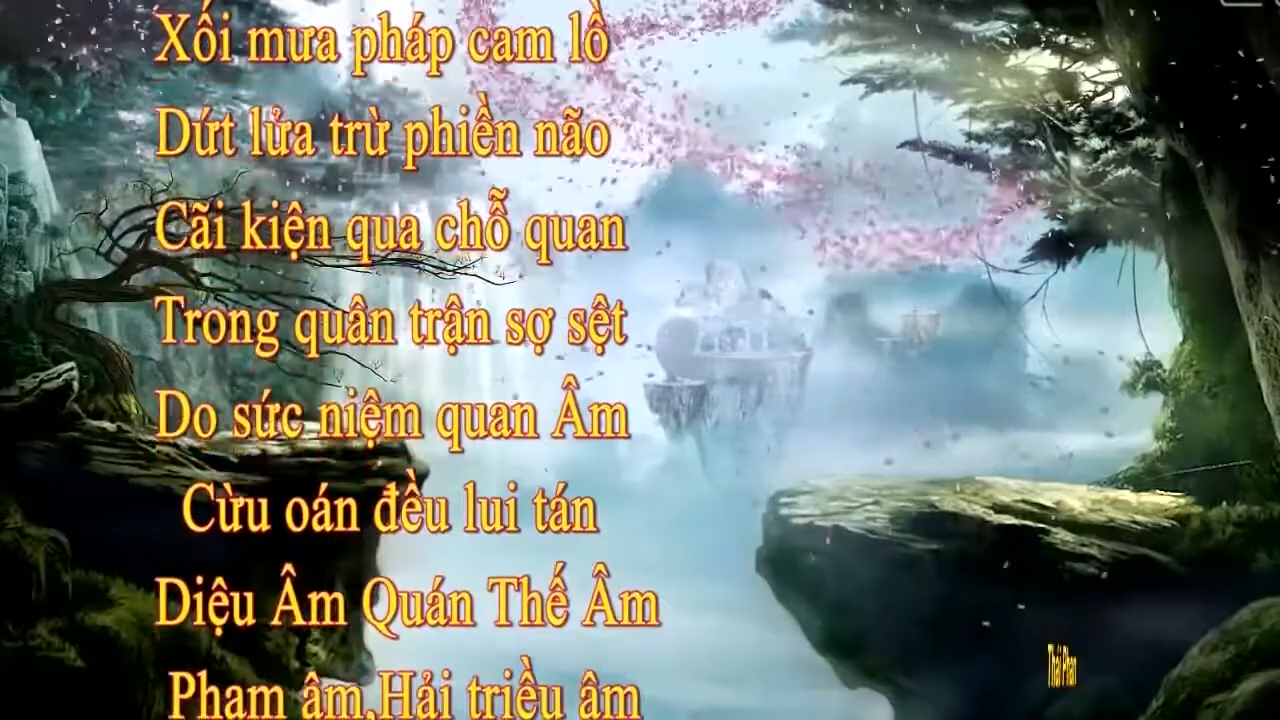 Xối mưa pháp cam lồ
Dứt lửa trừ phiền não
Cãi kiện qua chỗ quan
Trong quân trận sợ sệt
Do sức niệm quan Âm
Cừu oán đều lui tán
Diệu Âm Quán Thế Âm
Phạm âm,Hải triều âm
Thái Phan